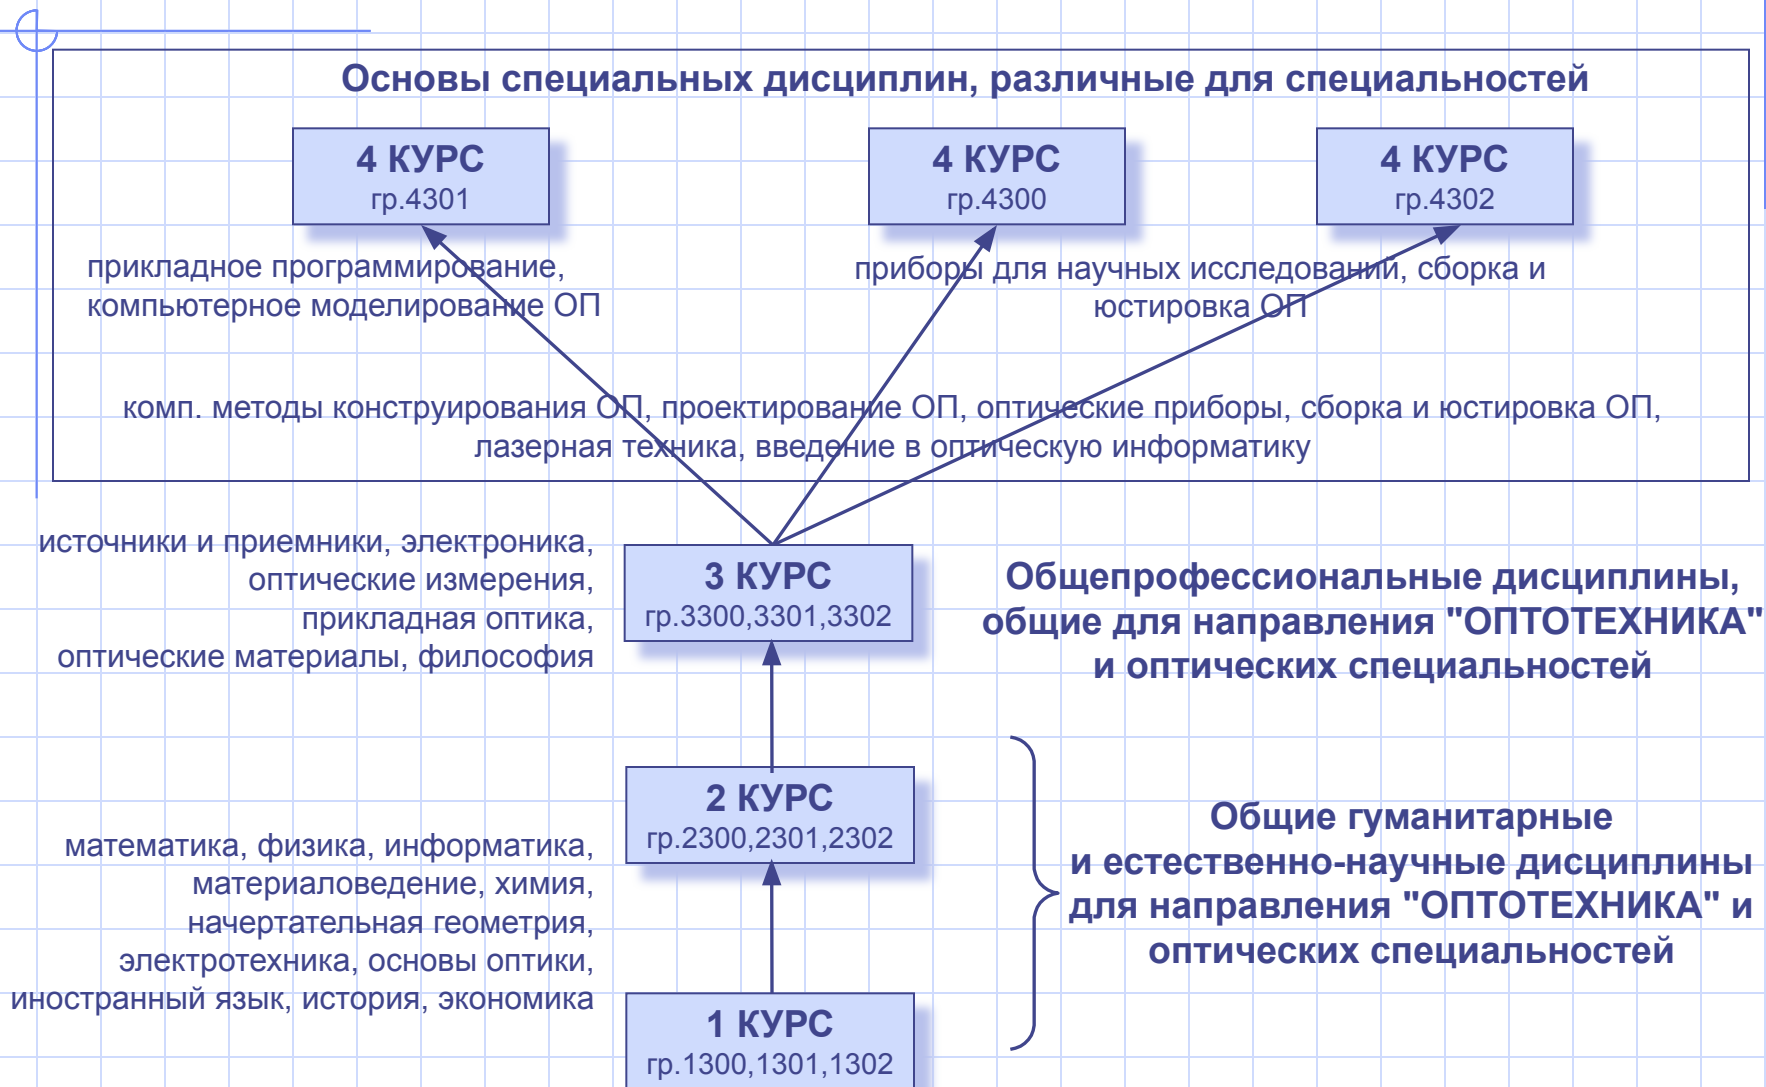 Основы специальных дисциплин, различные для специальностей
4 КУРС
гр.4301
4 КУРС
гр.4300
4 КУРС
гр.4302
прикладное программирование,
компьютерное моделирование ОП
приборы для научных исследований, сборка и
юстировка ОП
комп. методы конструирования ОП, проектирование ОП, оптические приборы, сборка и юстировка ОП,
лазерная техника, введение в оптическую информатику
источники и приемники, электроника,
оптические измерения,
прикладная оптика,
оптические материалы, философия
3 КУРС
гр.3300,3301,3302
Общепрофессиональные дисциплины,
общие для направления "ОПТОТЕХНИКА"
и оптических специальностей
2 КУРС
гр.2300,2301,2302
математика, физика, информатика,
материаловедение, химия,
начертательная геометрия,
электротехника, основы оптики,
иностранный язык, история, экономика
Общие гуманитарные
и естественно-научные дисциплины
для направления "ОПТОТЕХНИКА" и
оптических специальностей
1 КУРС
гр.1300,1301,1302